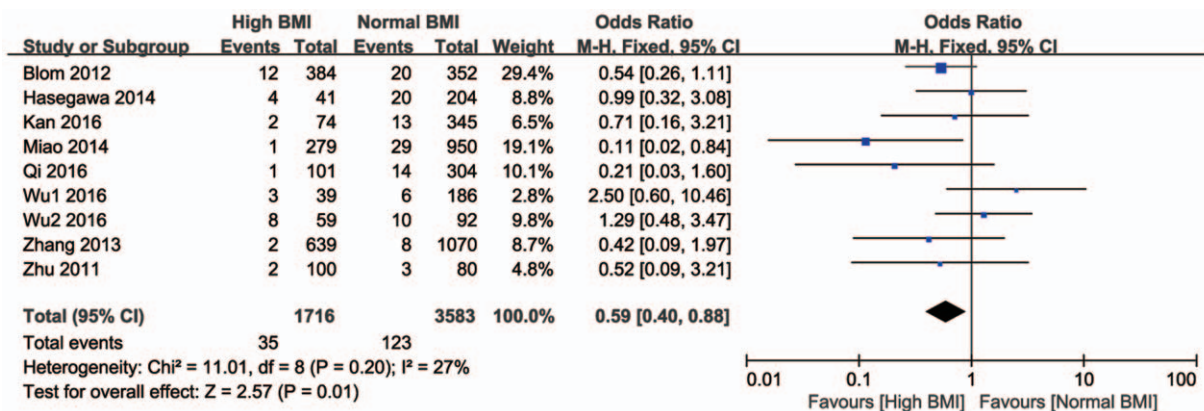 High BMI Normal BMI Odds Ratio Odds Ratio
Study or Subgroup Events Total Events Total Weight M-H. Fixed. 95% CI M-H. Fixed. 95% CI
Blom 2012 12 384 20 352 29.4% 0.54 [0.26, 1.11]
Hasegawa 2014 4 41 20 204 8.8% 0.99 [0.32, 3.08]
Kan 2016 2 74 13 345 6.5% 0.71 [0.16, 3.21]
Miao 2014 1 279 29 950 19.1% 0.11 [0.02, 0.84]
Qi 2016 1 101 14 304 10.1% 0.21 [0.03, 1.60]
Wu1 2016 3 39 6 186 2.9% 2.50 [0.60, 10.46]
Wu2 2016 8 59 10 92 9.8% 1.29 [0.48, 3.47]
Zhang 2013 2 639 8 1070 8.7% 0.42 [0.09, 1.97]
Zhu 2011 2 100 3 80 4.8% 0.52 [0.09, 3.21]
Total (95% CI) 1716 3583 100.0% 0.59 [0.40, 0.88]
Total events 35 123
Heterogeneity: Chi² = 11.01, df = 8 (P = 0.20); I² = 27%
Test for overall effect: Z = 2.57 (P = 0.01)
0.01 0.1 1 10 100
Favours [High BMI] Favours [Normal BMI]